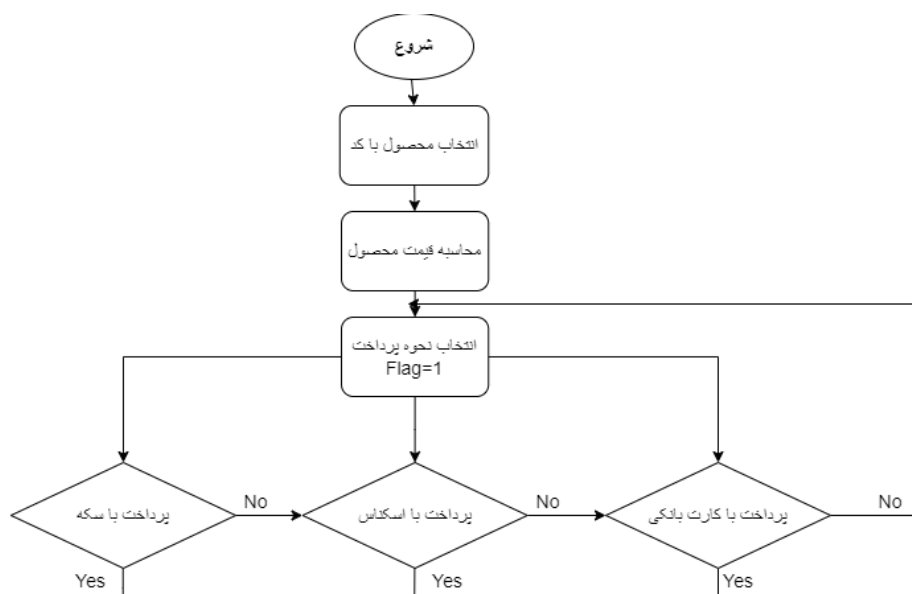 شروع
انتخاب محصول با کد
محاسبه قیمت محصول
انتخاب نحوه پرداخت
Flag=1
پرداخت با سکه
No
پرداخت با اسکناس
No
پرداخت با کارت بانکی
No
Yes
Yes
Yes